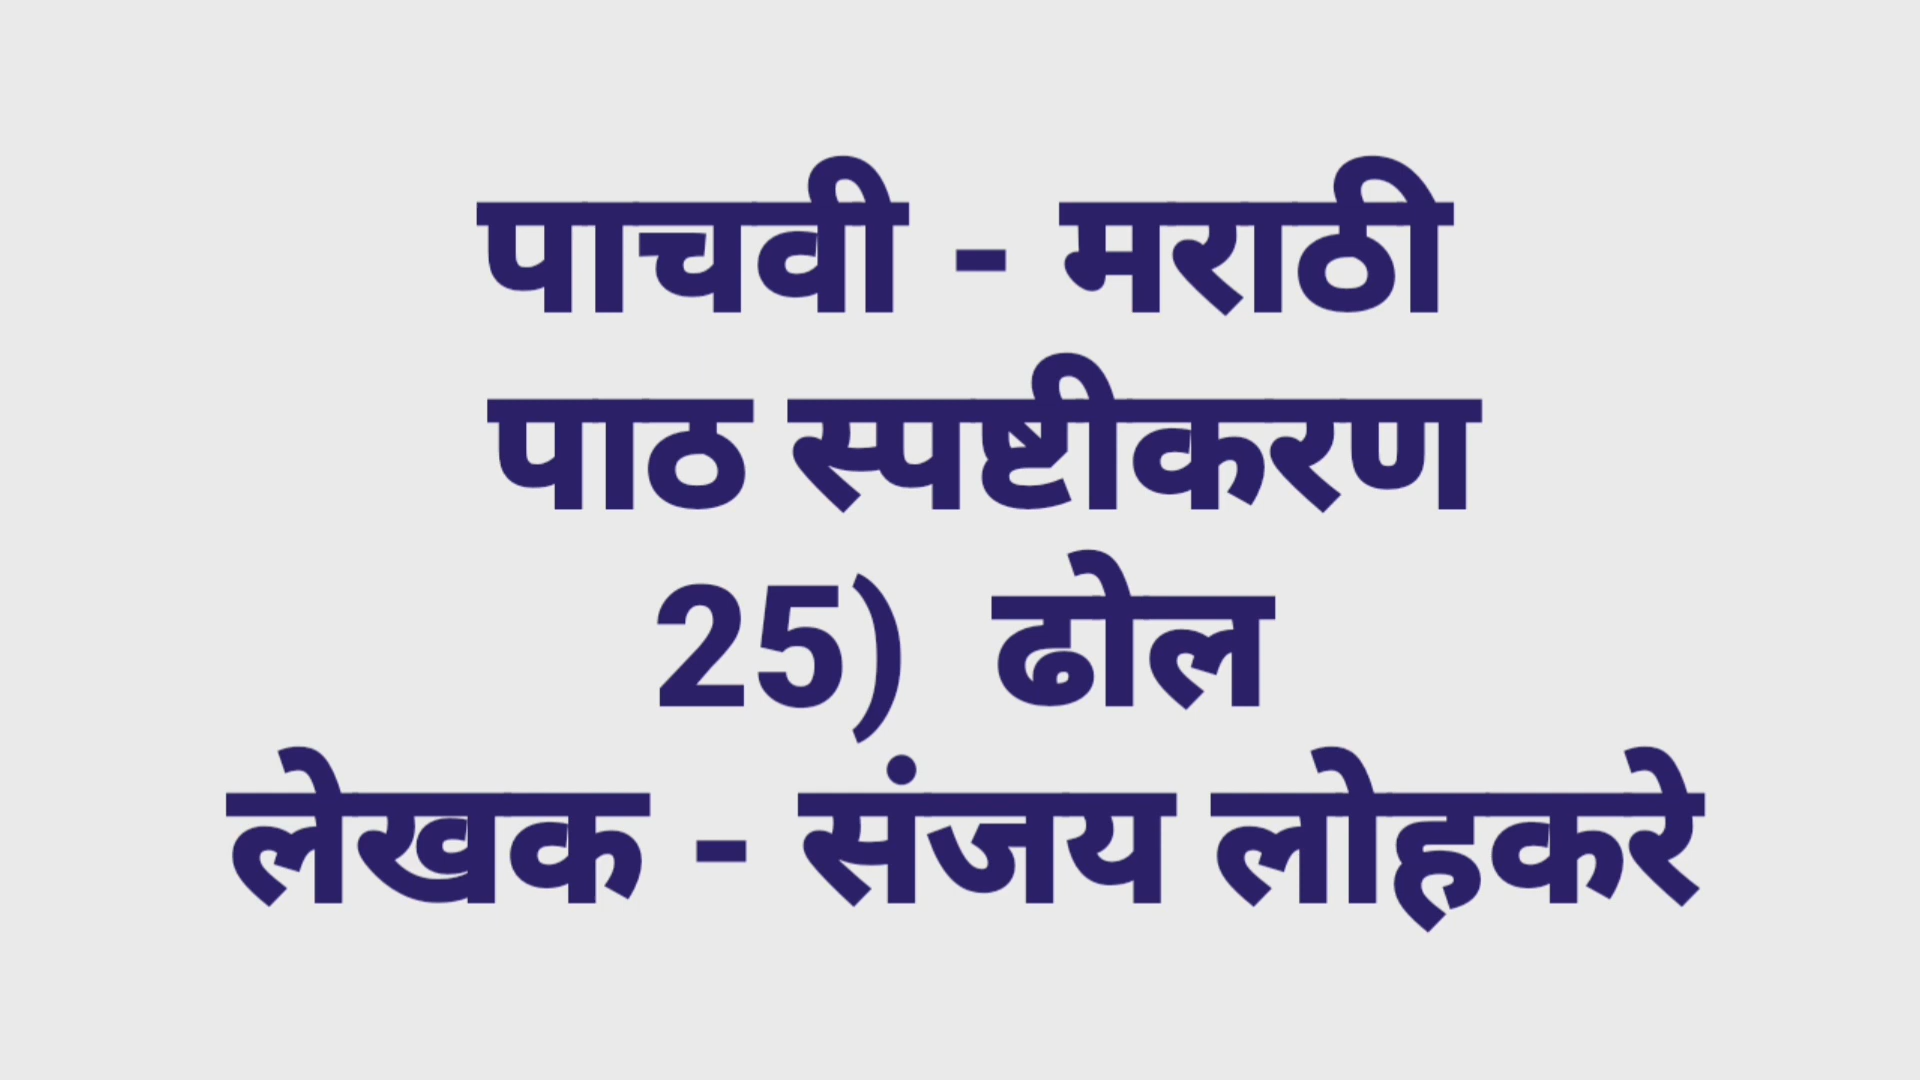 पाचवी - मराठी
पाठ स्पष्टीकरण
25) ढोल
लेखक - संजय लोहकरे